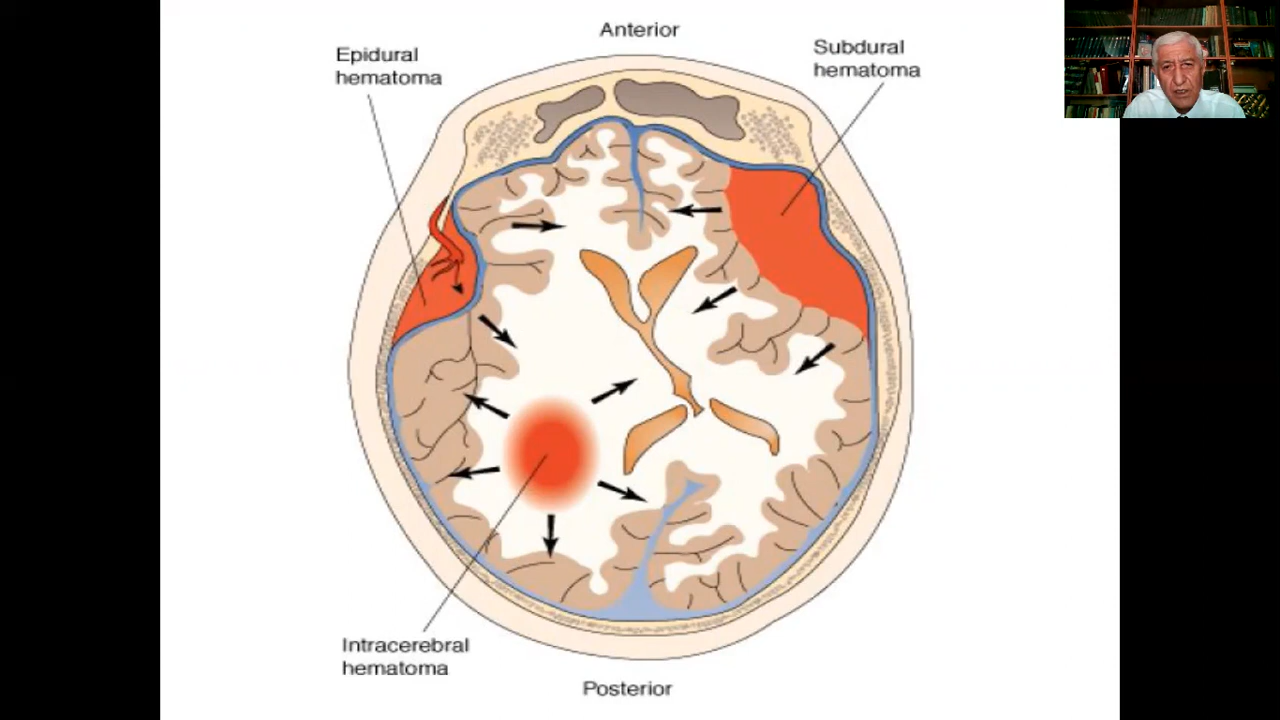 Anterior
Epidural
hematoma
Subdural
hematoma
Intracerebral
hematoma
Posterior